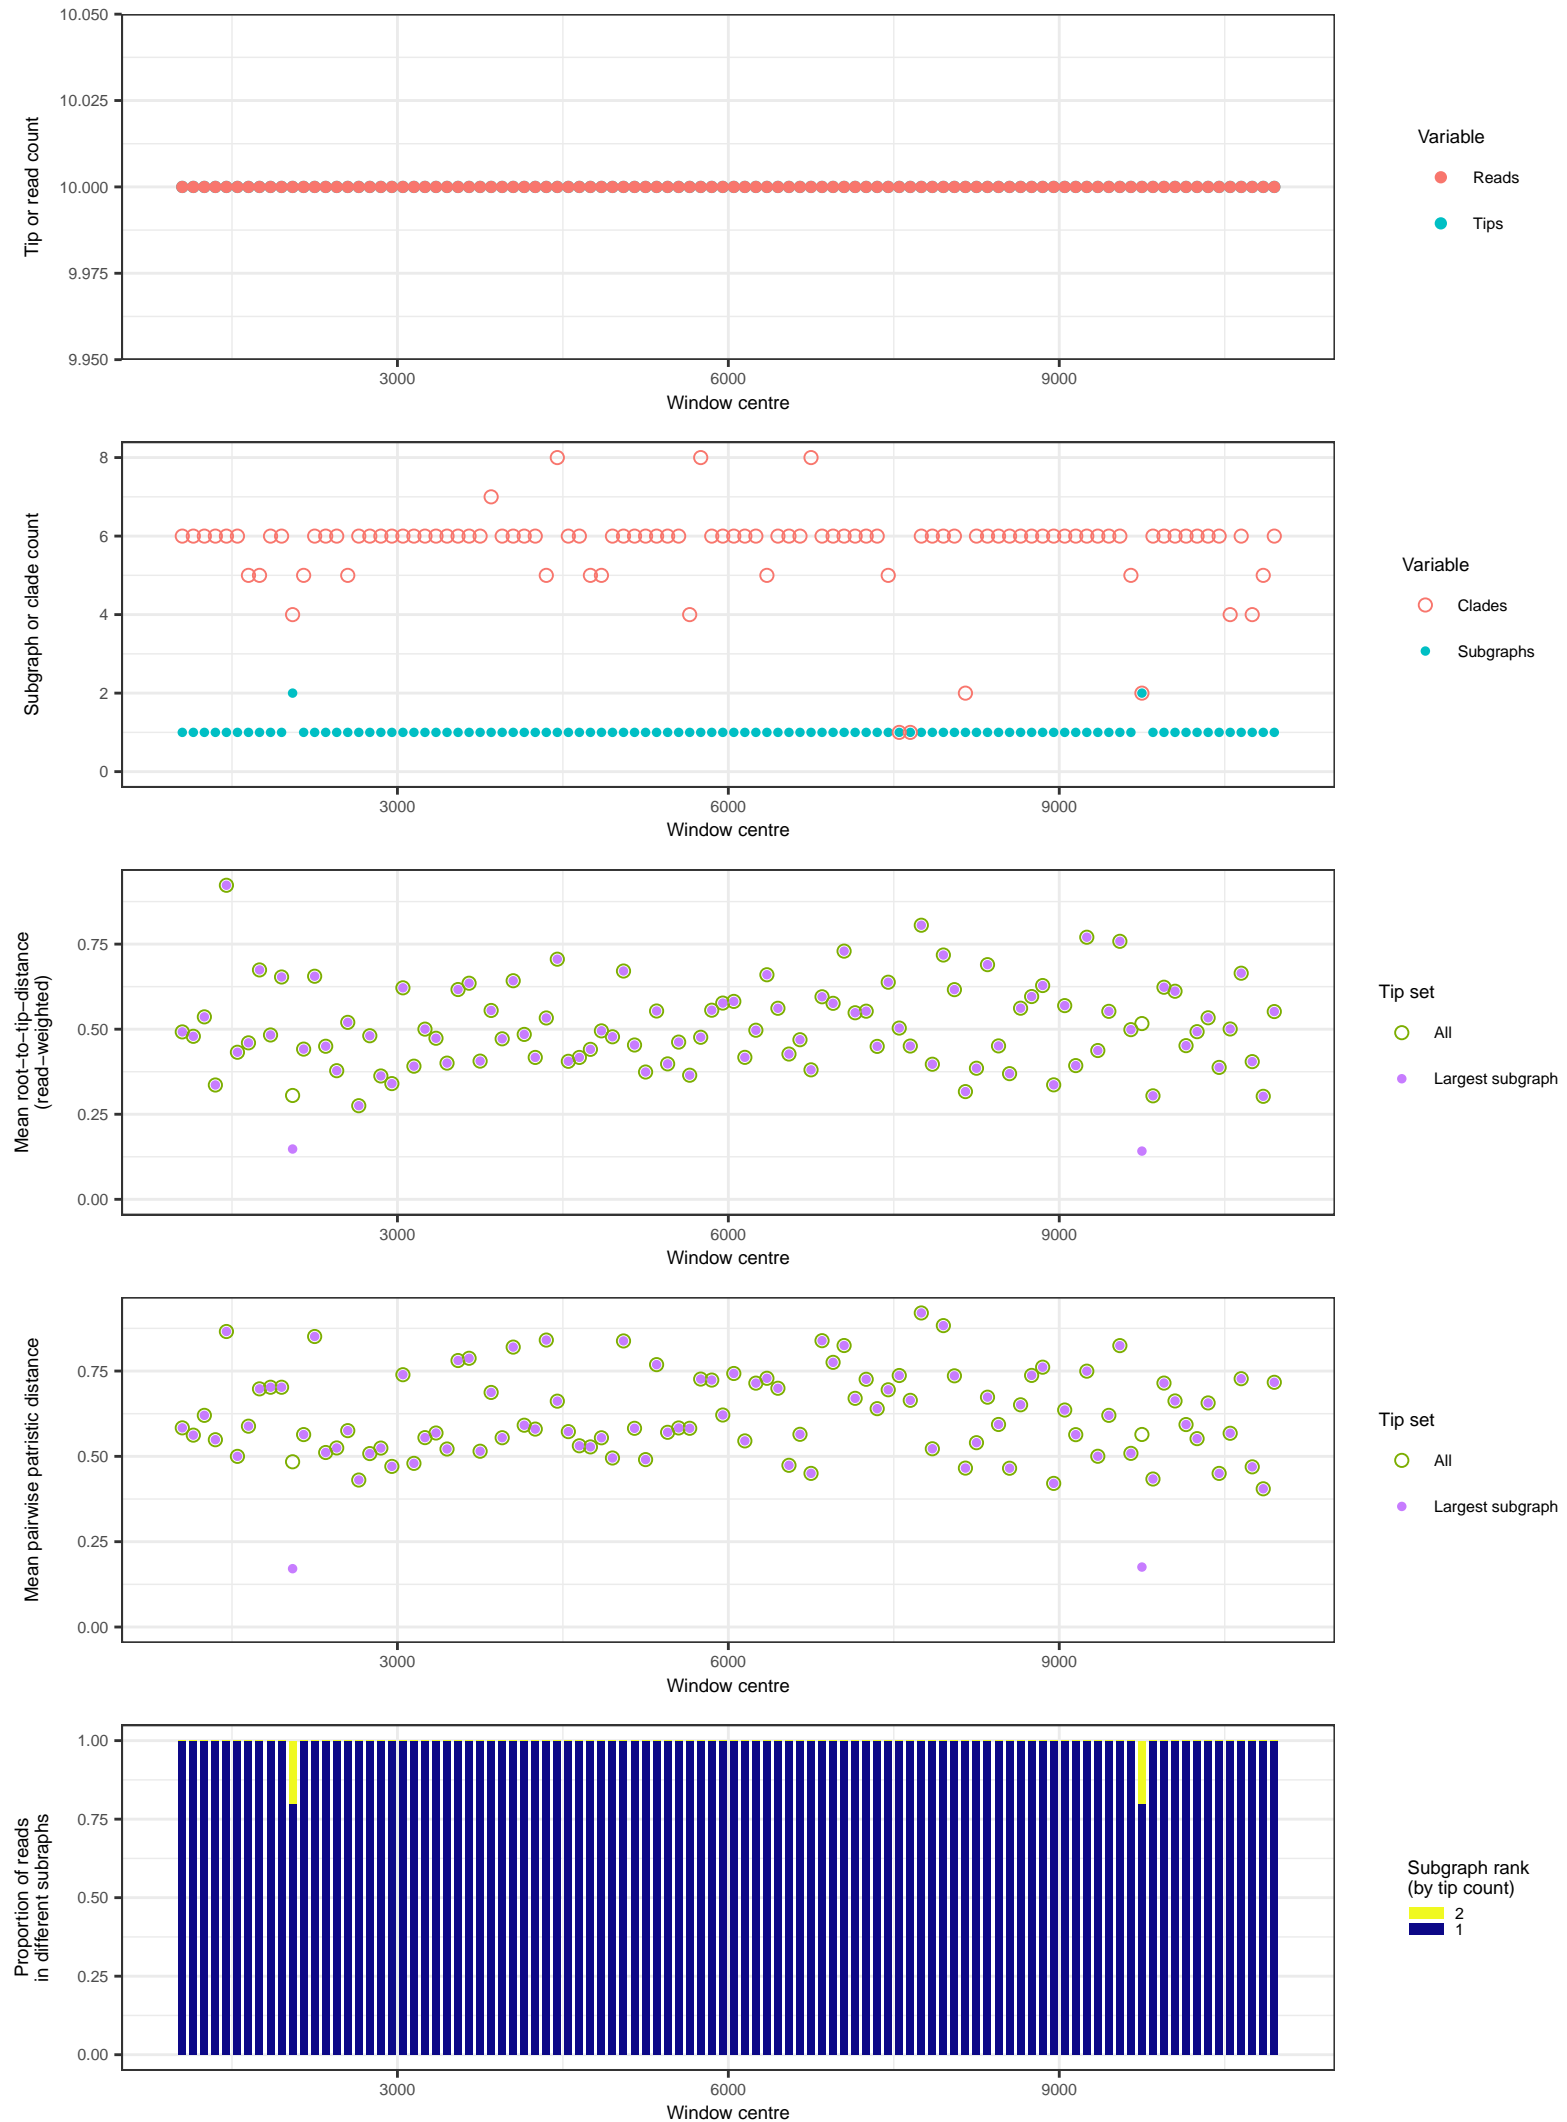 10.050
10.025
10.000
9.975
9.950
Tip or read count
3000 6000 9000
Window centre
Variable
Reads
Tips
8
6
4
2
0
Subgraph or clade count
3000 6000 9000
Window centre
Variable
Clades
Subgraphs
0.75
0.50
0.25
0.00
Mean root−to−tip−distance
(read−weighted)
3000 6000 9000
Window centre
Tip set
All
Largest subgraph
0.75
0.50
0.25
0.00
Mean pairwise patristic distance
3000 6000 9000
Window centre
Tip set
All
Largest subgraph
1.00
0.75
0.50
0.25
0.00
Proportion of reads
in different subraphs
3000 6000 9000
Window centre
Subgraph rank
(by tip count)
2
1